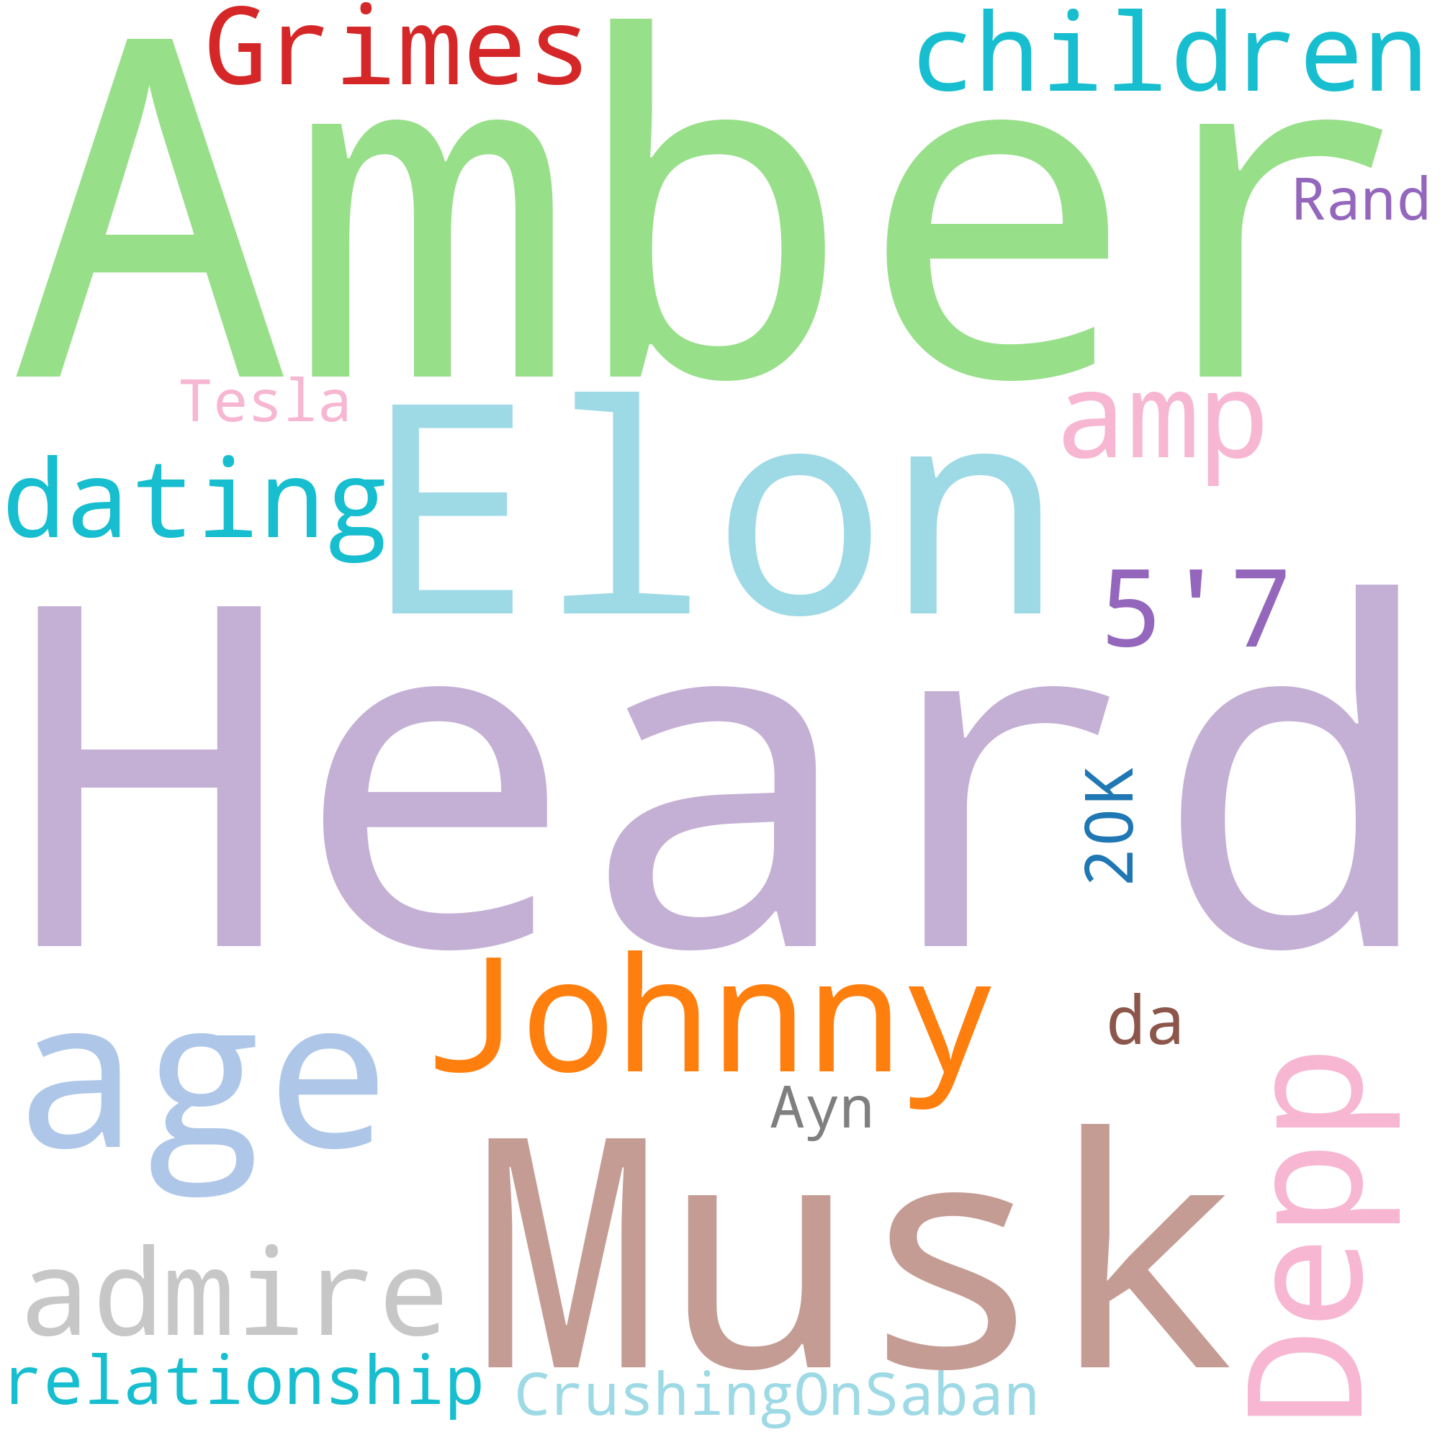 Grimes
children
Amber
Rand
Tesla
amp
Elon
dating
5'7
Heard
20K
Johnny
da
age
Ayn
Depp
Musk
admire
relationship
CrushingOnSaban